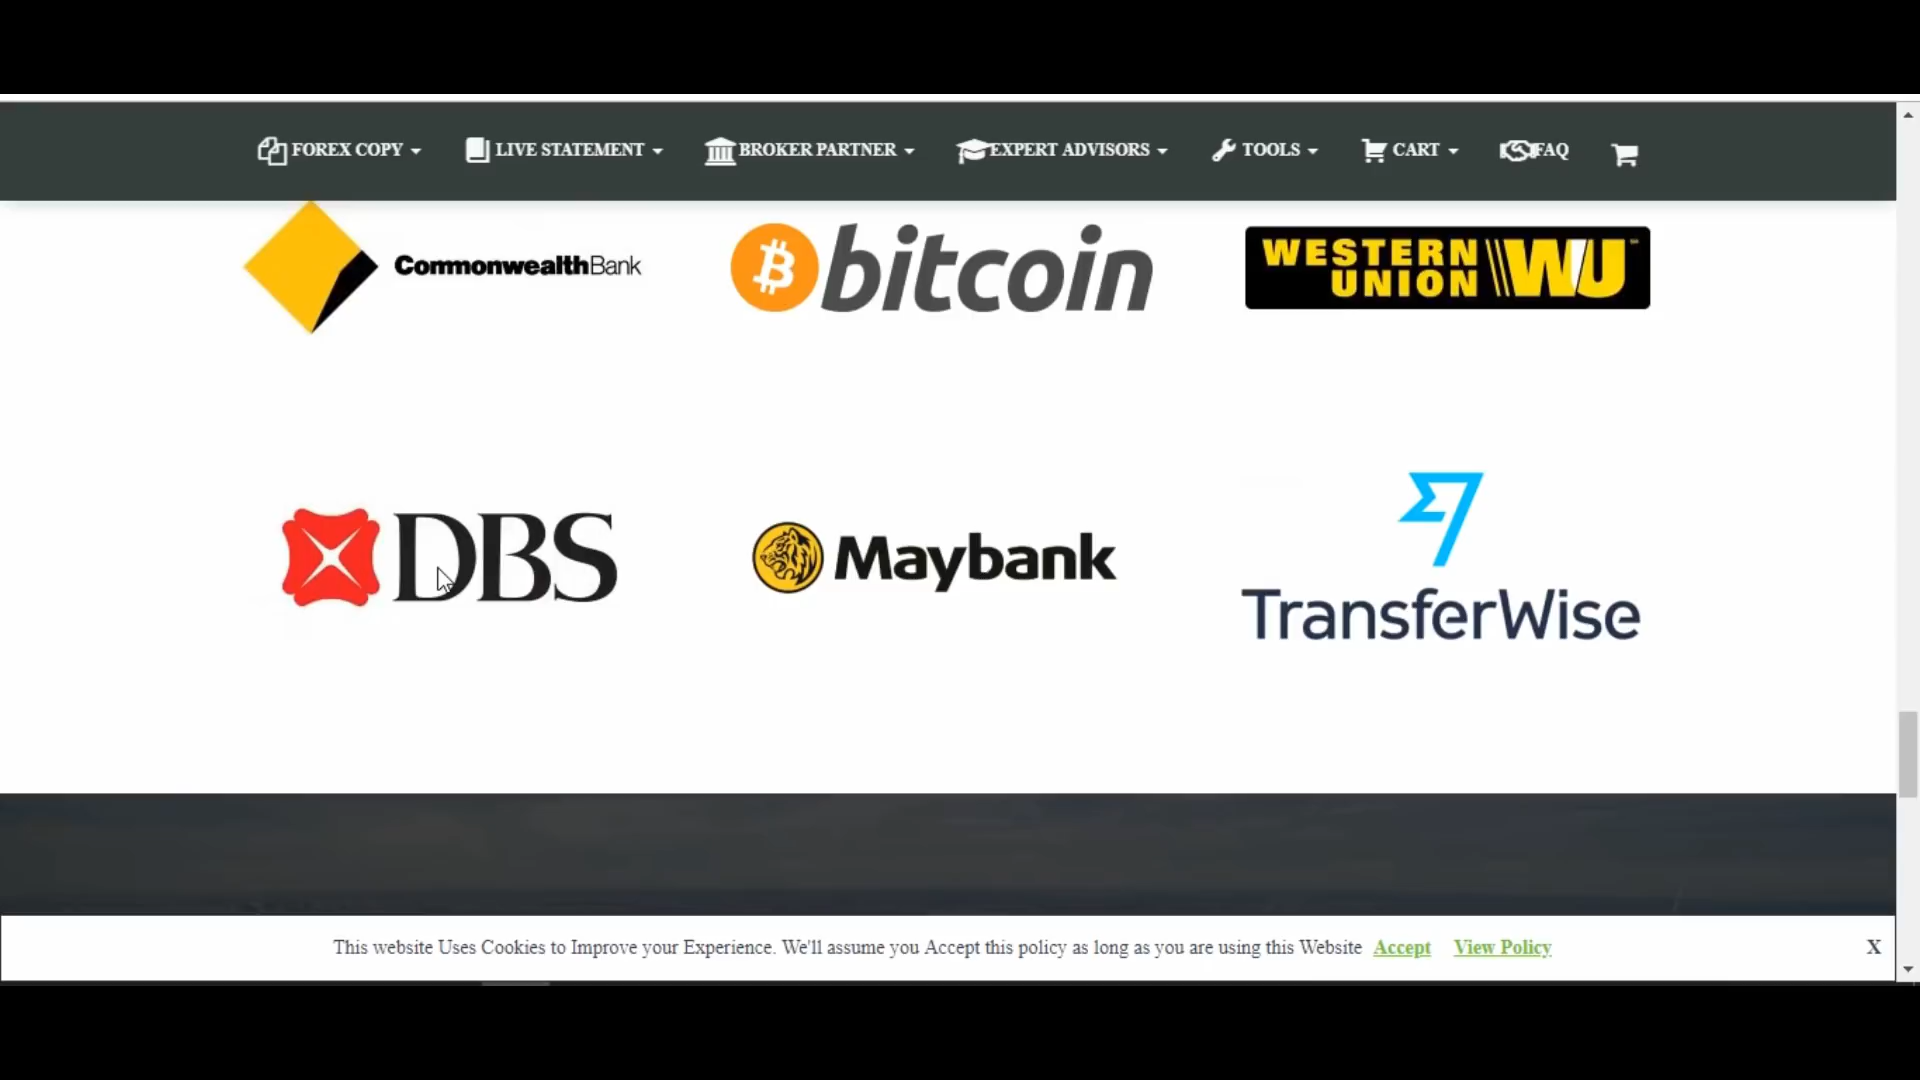 FOREX COPY LIVE STATEMENT BROKER PARTNER EXPERT ADVISORS TOOLS CART FAQ
CommonwealthBank
bitcoin
WESTERN
UNION WU
DBS
Maybank
TransferWise
This website Uses Cookies to Improve your Experience. We'll assume you Accept this policy as long as you are using this Website Accept View Policy X